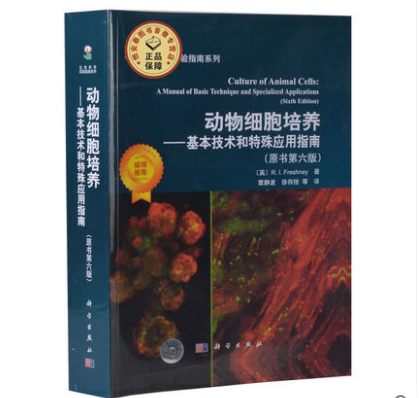 正品
保障
验指南系列
Culture of Animal Cells:
A Manual of Basic Technique and Specialized Applications
(Sixth Edition)
动物细胞培养
——基本技术和特殊应用指南
(原书第六版)
〔英〕R. I. Freshney 著
章静波 徐存拴 等 译
编辑
推荐
科学出版社
动物细胞培养
——基本技术和特殊应用指南
(原书第六版)
科学出版社